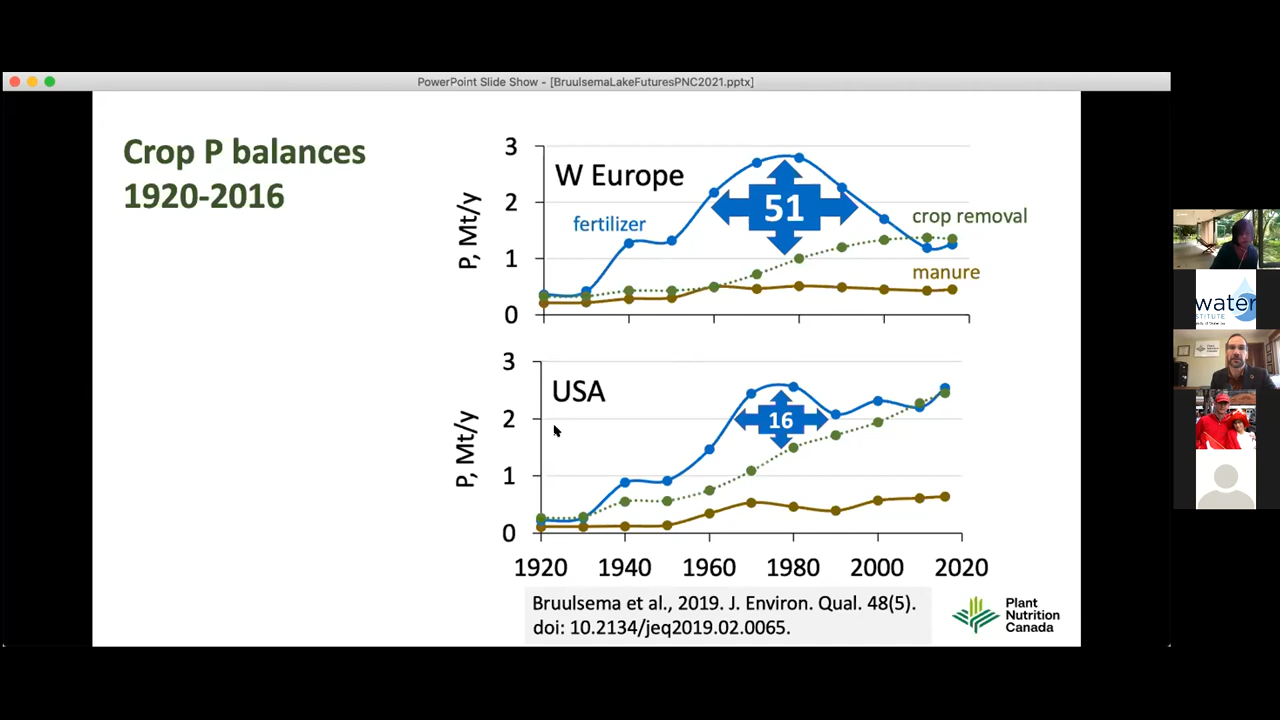 PowerPoint Slide Show - [BruulsemaLakeFuturesPNC2021.pptx]
Crop P balances
1920-2016
3
2
1
0
P, Mt/y
W Europe
fertilizer
51
crop removal
manure
3
2
1
0
P, Mt/y
USA
16
1920 1940 1960 1980 2000 2020
Bruulsema et al., 2019. J. Environ. Qual. 48(5).
doi: 10.2134/jeq2019.02.0065.
Plant
Nutrition
Canada
water